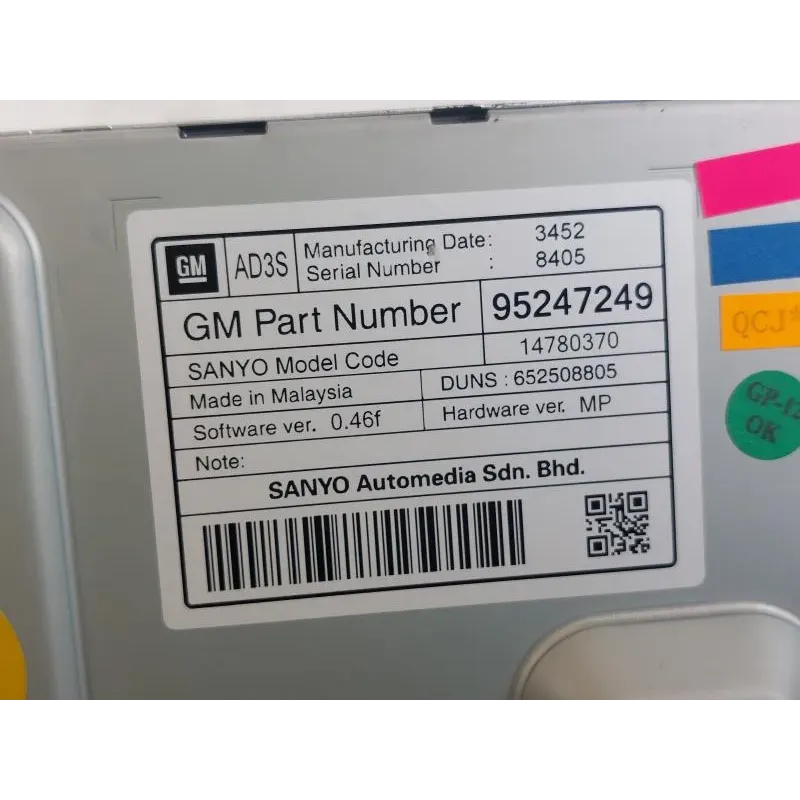 GM
AD3S
Manufacturing Date: 3452
Serial Number : 8405
GM Part Number 95247249
SANYO Model Code 14780370
Made in Malaysia DUNS : 652508805
Software ver. 0.46f Hardware ver. MP
Note:
SANYO Automedia Sdn. Bhd.
QCJ*
OK